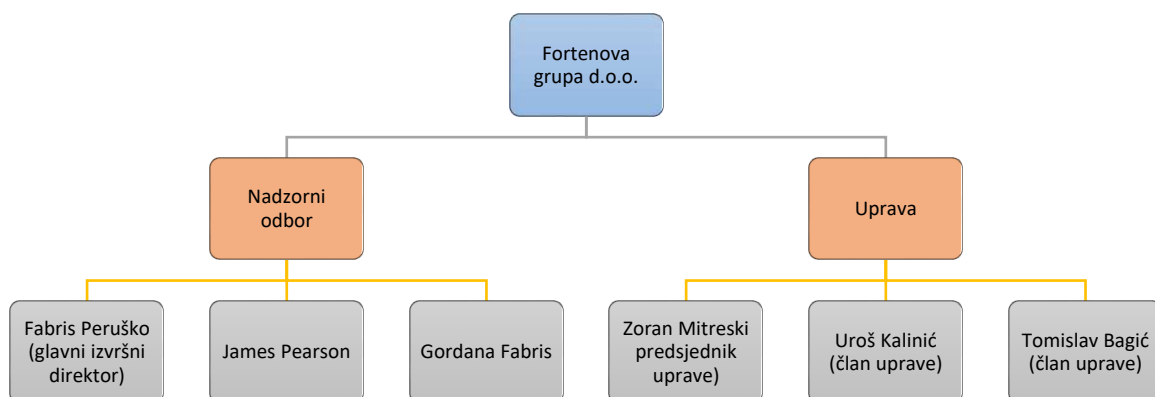 Fortenova
grupa d.o.o.
Nadzorni
odbor
Uprava
Fabris Peruško
(glavni izvršni
direktor)
James Pearson
Gordana Fabris
Zoran Mitreski
predsjednik
uprave)
Uroš Kalinić
(član uprave)
Tomislav Bagić
(član uprave)